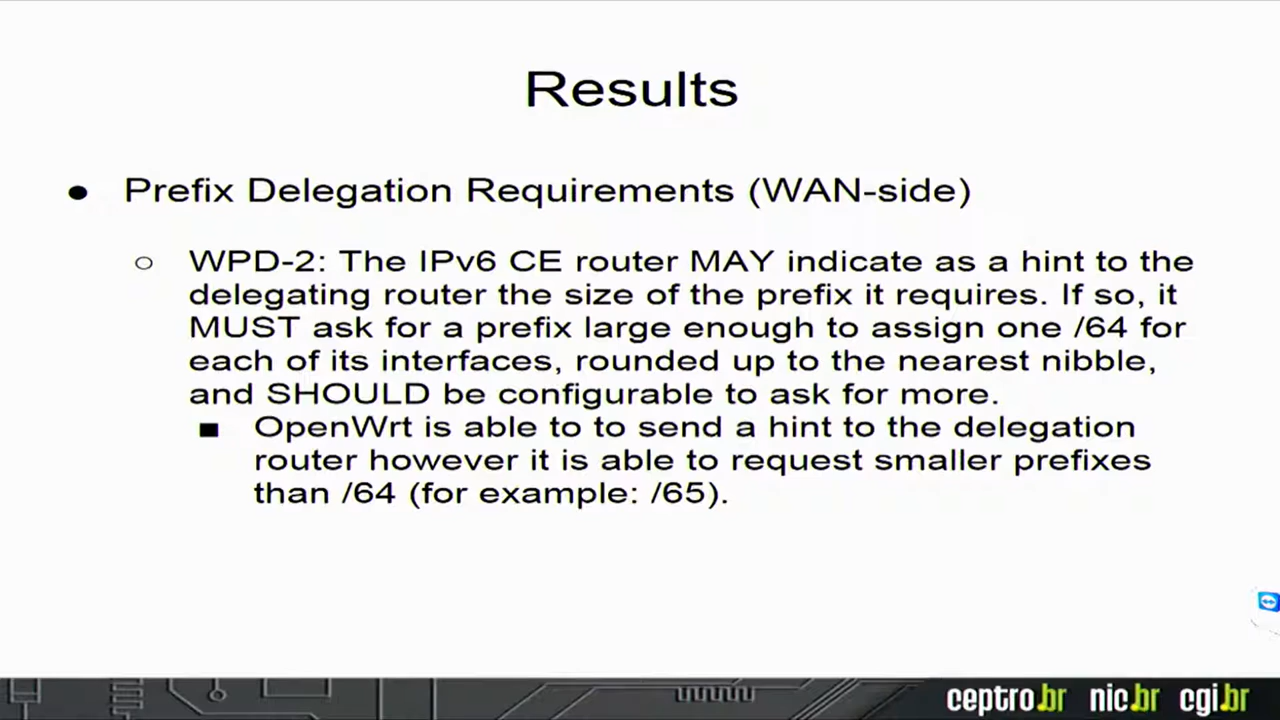 Results
● Prefix Delegation Requirements (WAN-side)
○ WPD-2: The IPv6 CE router MAY indicate as a hint to the
delegating router the size of the prefix it requires. If so, it
MUST ask for a prefix large enough to assign one /64 for
each of its interfaces, rounded up to the nearest nibble,
and SHOULD be configurable to ask for more.
■ OpenWrt is able to to send a hint to the delegation
router however it is able to request smaller prefixes
than /64 (for example: /65).
ceptro.br nic.br cgi.br